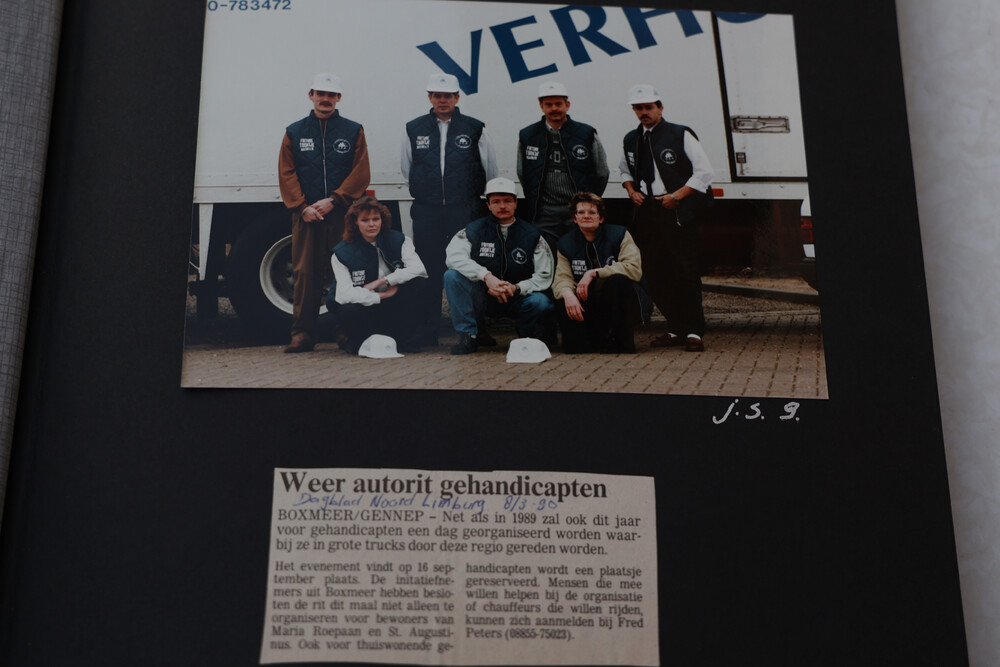 0-783472
VERHO
j. s. g.
Weer autorit gehandicapten
Dagblad Noord Limburg 8/3-90
BOXMEER/GENNEP – Net als in 1989 zal ook dit jaar
voor gehandicapten een dag georganiseerd worden waar-
bij ze in grote trucks door deze regio gereden worden.
Het evenement vindt op 16 sep-
tember plaats. De initatiefne-
mers uit Boxmeer hebben beslo-
ten de rit dit maal niet alleen te
organiseren voor bewoners van
Maria Roepaan en St. Augusti-
nus. Ook voor thuiswonende ge-
handicapten wordt een plaatsje
gereserveerd. Mensen die mee
willen helpen bij de organisatie
of chauffeurs die willen rijden,
kunnen zich aanmelden bij Fred
Peters (08855-75023).